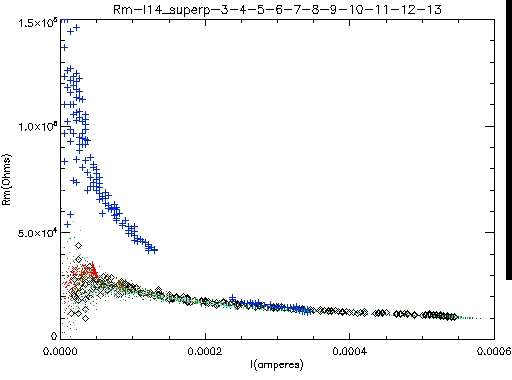 Rm-I14_superp-3-4-5-6-7-8-9-10-11-12-13
1.5×10⁵
1.0×10⁵
5.0×10⁴
0
Rm(Ohms)
0.0000 0.0002 0.0004 0.0006
I(amperes)